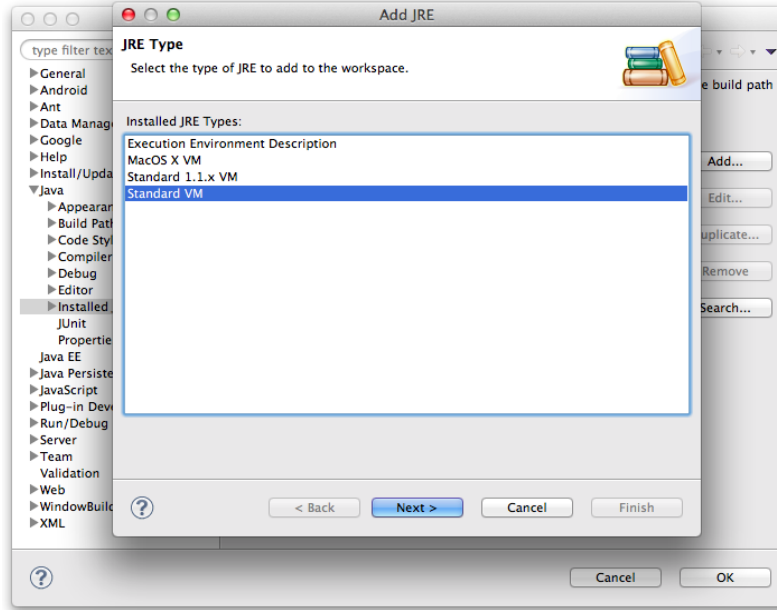 Add JRE
JRE Type
Select the type of JRE to add to the workspace.
Installed JRE Types:
Execution Environment Description
MacOS X VM
Standard 1.1.x VM
Standard VM
< Back
Next >
Cancel
Finish
type filter tex
General
Android
Ant
Data Manag
Google
Help
Install/Upda
Java
Appearan
Build Path
Code Styl
Compiler
Debug
Editor
Installed
JUnit
Propertie
Java EE
Java Persiste
JavaScript
Plug-in Deve
Run/Debug
Server
Team
Validation
Web
WindowBuild
XML
e build path
Add...
Edit...
uplicate...
Remove
Search...
Cancel
OK